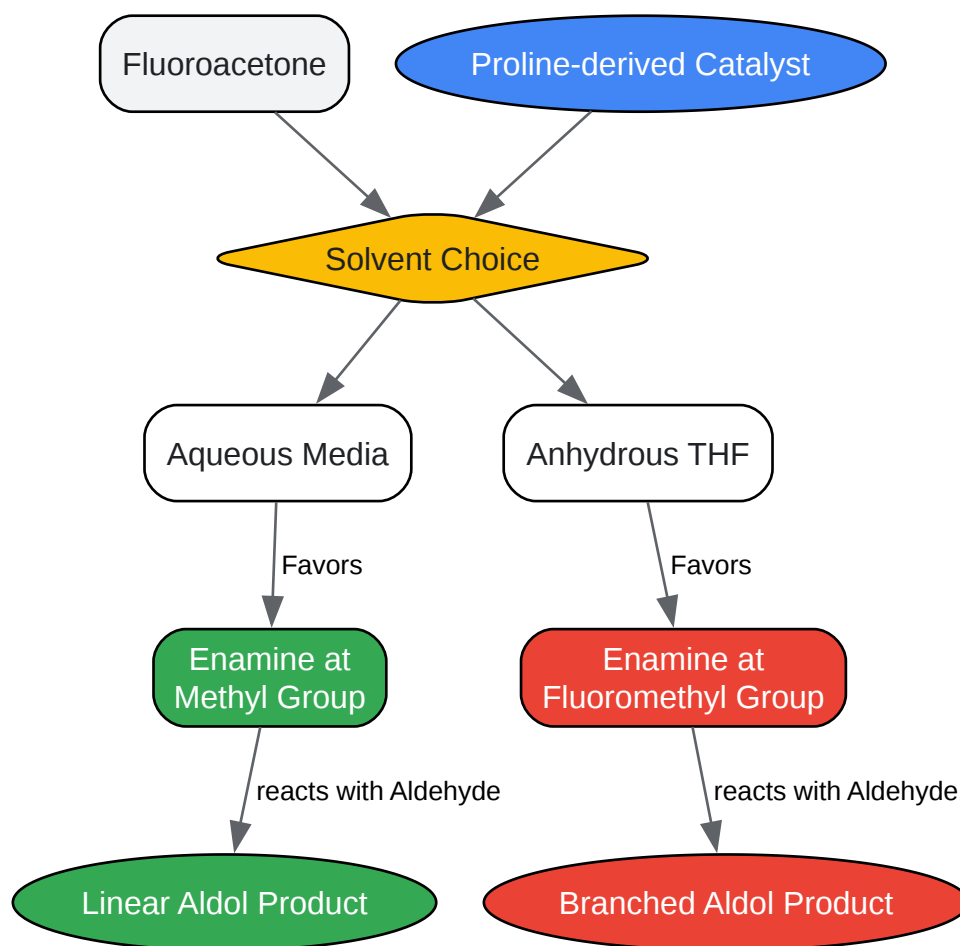 Fluoroacetone
Proline-derived Catalyst
Solvent Choice
Aqueous Media
Anhydrous THF
Favors
Favors
Enamine at
Methyl Group
Enamine at
Fluoromethyl Group
reacts with Aldehyde
reacts with Aldehyde
Linear Aldol Product
Branched Aldol Product